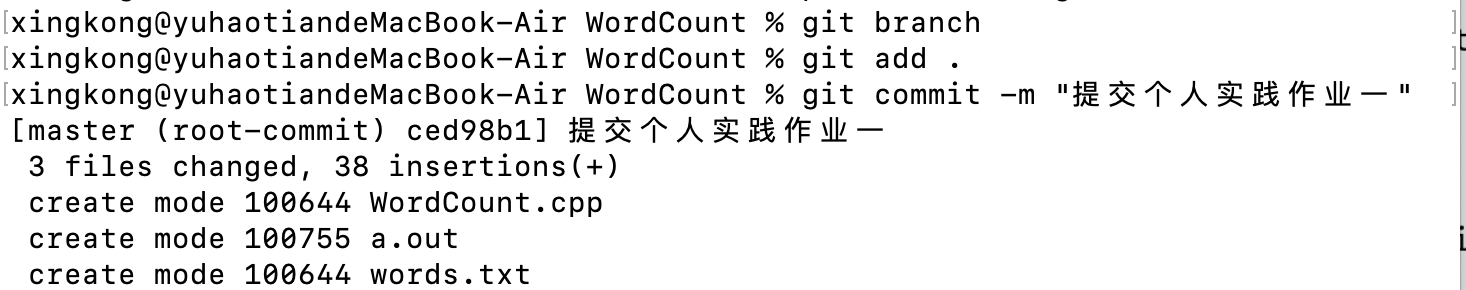 [xingkong@yuhaotiandeMacBook-Air WordCount % git branch ]
[xingkong@yuhaotiandeMacBook-Air WordCount % git add . ]
[xingkong@yuhaotiandeMacBook-Air WordCount % git commit -m "提交个人实践作业一" ]
[master (root-commit) ced98b1] 提交个人实践作业一
 3 files changed, 38 insertions(+)
 create mode 100644 WordCount.cpp
 create mode 100755 a.out
 create mode 100644 words.txt